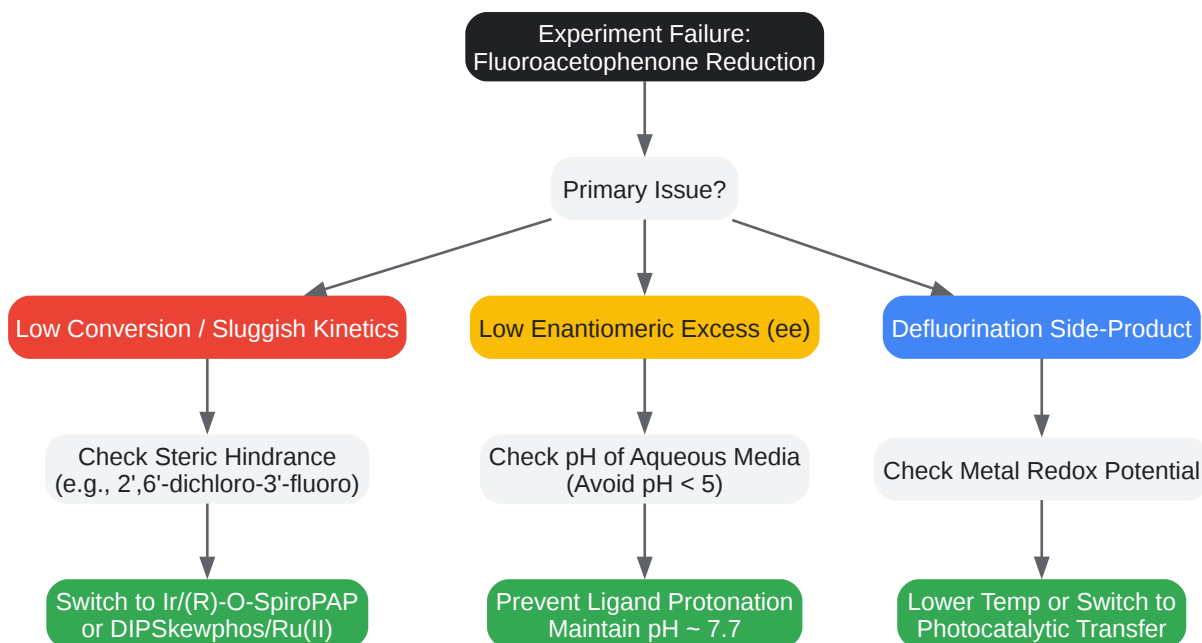 Experiment Failure:
Fluoroacetophenone Reduction
Primary Issue?
Low Conversion / Sluggish Kinetics
Low Enantiomeric Excess (ee)
Defluorination Side-Product
Check Steric Hindrance
(e.g., 2',6'-dichloro-3'-fluoro)
Check pH of Aqueous Media
(Avoid pH < 5)
Check Metal Redox Potential
Switch to Ir/(R)-O-SpiroPAP
or DIPSkewphos/Ru(II)
Prevent Ligand Protonation
Maintain pH ~ 7.7
Lower Temp or Switch to
Photocatalytic Transfer